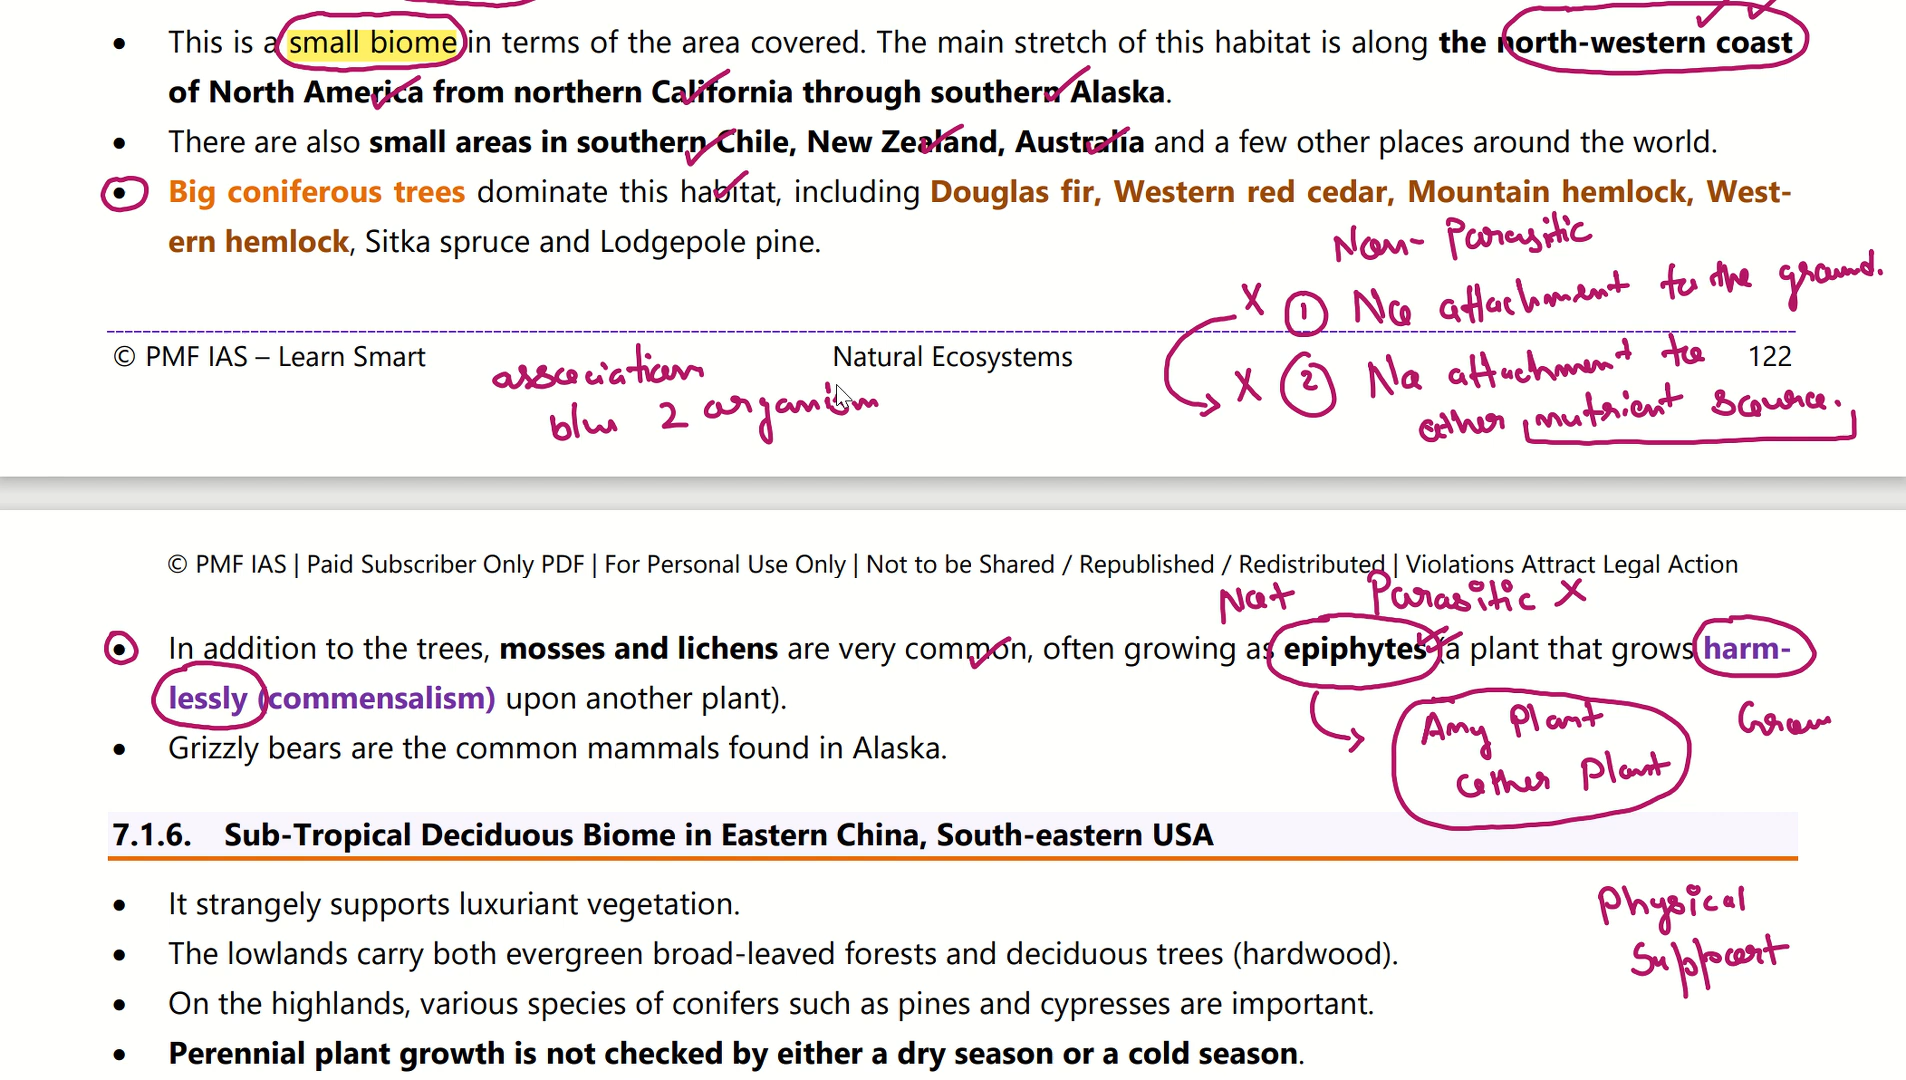 This is a small biome in terms of the area covered. The main stretch of this habitat is along the north-western coast
of North America from northern California through southern Alaska.
There are also small areas in southern Chile, New Zealand, Australia and a few other places around the world.
Big coniferous trees dominate this habitat, including Douglas fir, Western red cedar, Mountain hemlock, West-
ern hemlock, Sitka spruce and Lodgepole pine.
Non-Parasitic
X ① No attachment to the ground.
© PMF IAS – Learn Smart Natural Ecosystems 122
association
b/w 2 organism
X ② No attachment to
other nutrient source.
© PMF IAS | Paid Subscriber Only PDF | For Personal Use Only | Not to be Shared / Republished / Redistributed | Violations Attract Legal Action
Not Parasitic X
In addition to the trees, mosses and lichens are very common, often growing as epiphytes (a plant that grows harm-
lessly (commensalism) upon another plant).
Any Plant Grow
other Plant
Grizzly bears are the common mammals found in Alaska.
7.1.6. Sub-Tropical Deciduous Biome in Eastern China, South-eastern USA
It strangely supports luxuriant vegetation.
Physical
Support
The lowlands carry both evergreen broad-leaved forests and deciduous trees (hardwood).
On the highlands, various species of conifers such as pines and cypresses are important.
Perennial plant growth is not checked by either a dry season or a cold season.